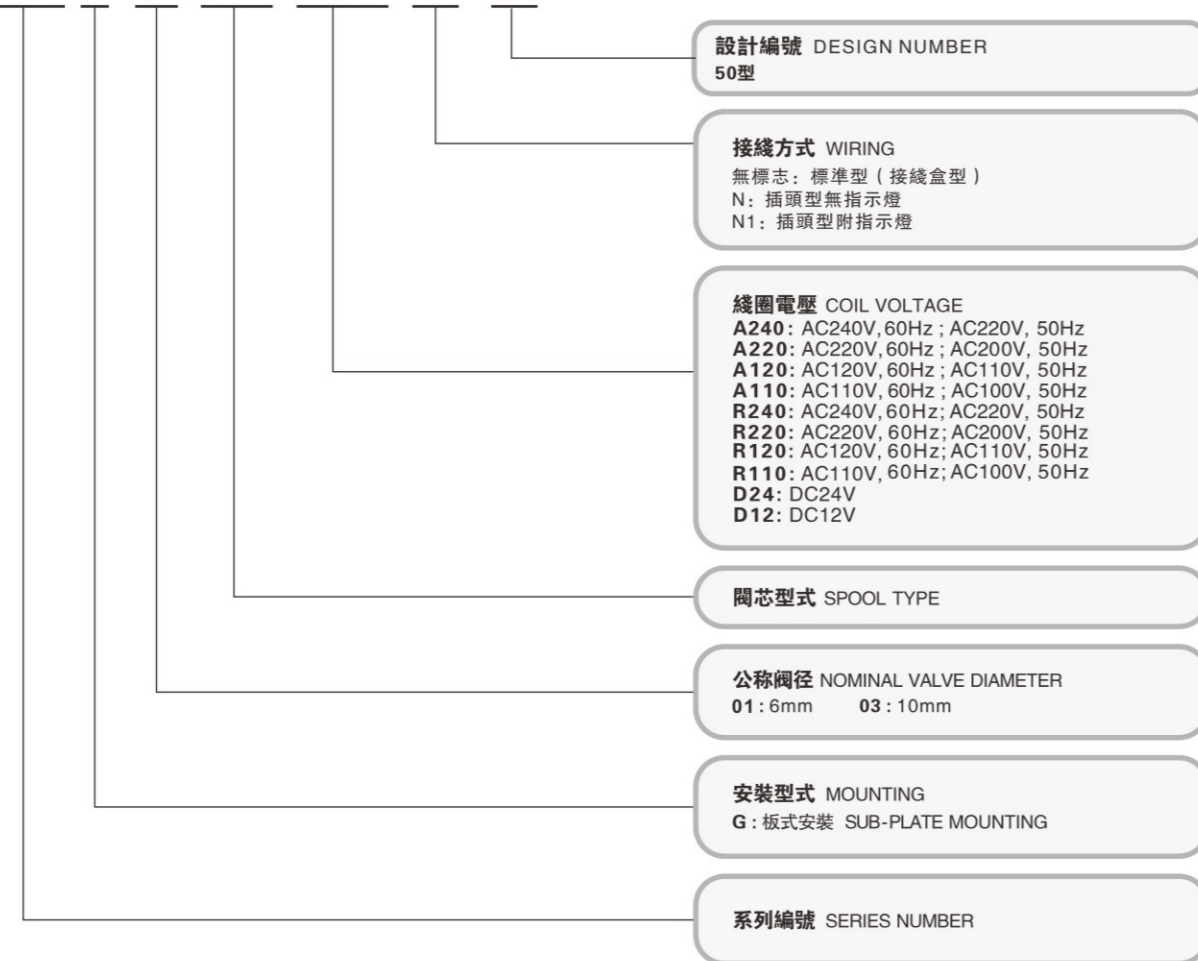 設計編號 DESIGN NUMBER
50型
接綫方式 WIRING
無標志：標準型（接綫盒型）
N：插頭型無指示燈
N1：插頭型附指示燈
綫圈電壓 COIL VOLTAGE
A240: AC240V,60Hz ; AC220V, 50Hz
A220: AC220V,60Hz ; AC200V, 50Hz
A120: AC120V,60Hz ; AC110V, 50Hz
A110: AC110V,60Hz ; AC100V, 50Hz
R240: AC240V,60Hz; AC220V, 50Hz
R220: AC220V, 60Hz; AC200V, 50Hz
R120: AC120V, 60Hz; AC110V, 50Hz
R110: AC110V, 60Hz; AC100V, 50Hz
D24: DC24V
D12: DC12V
閥芯型式 SPOOL TYPE
公称阀径 NOMINAL VALVE DIAMETER
01 : 6mm 03 : 10mm
安裝型式 MOUNTING
G : 板式安裝 SUB-PLATE MOUNTING
系列編號 SERIES NUMBER